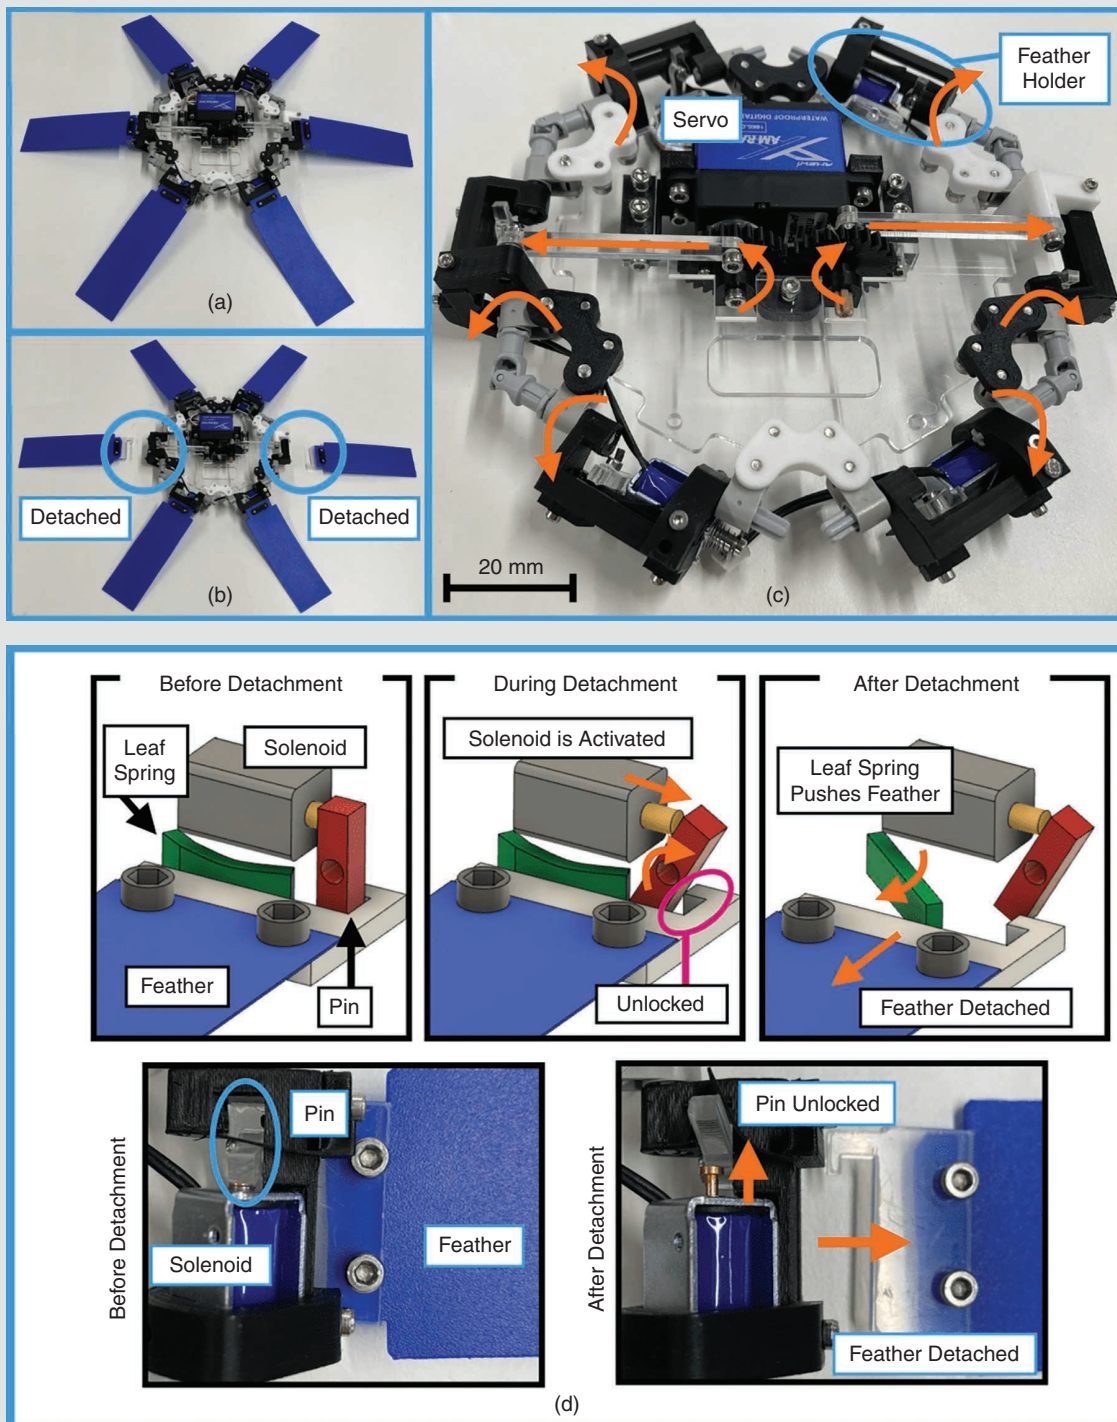 (a)
(b)
Detached
Detached
Feather
Holder
Servo
WATERPROOF DIGITAL
20 mm
(c)
Before Detachment
Leaf
Spring
Solenoid
Feather
Pin
During Detachment
Solenoid is Activated
Unlocked
After Detachment
Leaf Spring
Pushes Feather
Feather Detached
Before Detachment
Pin
Solenoid
Feather
After Detachment
Pin Unlocked
Feather Detached
(d)